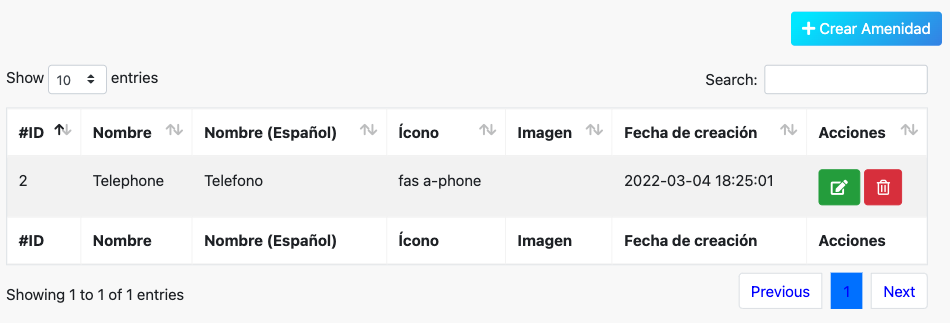 Crear Amenidad
Show 10 entries Search:
#ID Nombre Nombre (Español) Ícono Imagen Fecha de creación Acciones
2 Telephone Telefono fas a-phone 2022-03-04 18:25:01
#ID Nombre Nombre (Español) Ícono Imagen Fecha de creación Acciones
Showing 1 to 1 of 1 entries Previous 1 Next